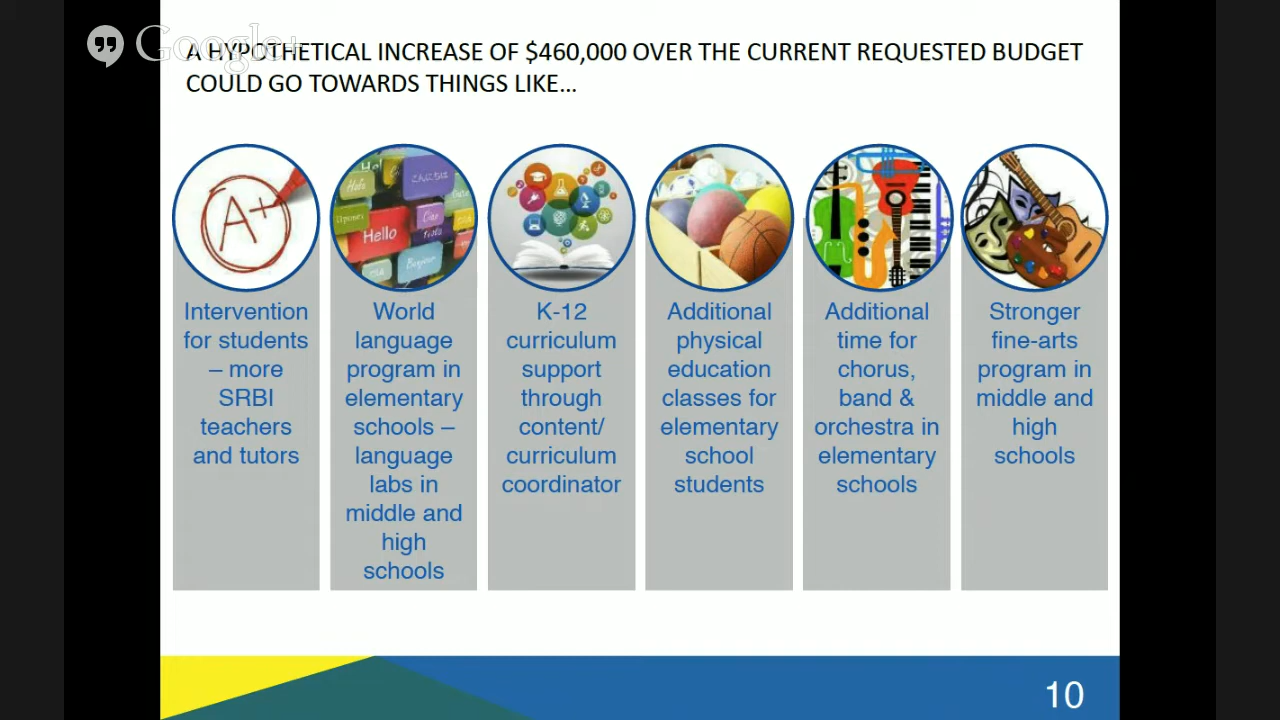 Google+
A HYPOTHETICAL INCREASE OF $460,000 OVER THE CURRENT REQUESTED BUDGET
COULD GO TOWARDS THINGS LIKE...
A+
Hello
Bonjour
Intervention
for students
– more
SRBI
teachers
and tutors
World
language
program in
elementary
schools –
language
labs in
middle and
high
schools
K-12
curriculum
support
through
content/
curriculum
coordinator
Additional
physical
education
classes for
elementary
school
students
Additional
time for
chorus,
band &
orchestra in
elementary
schools
Stronger
fine-arts
program in
middle and
high
schools
10